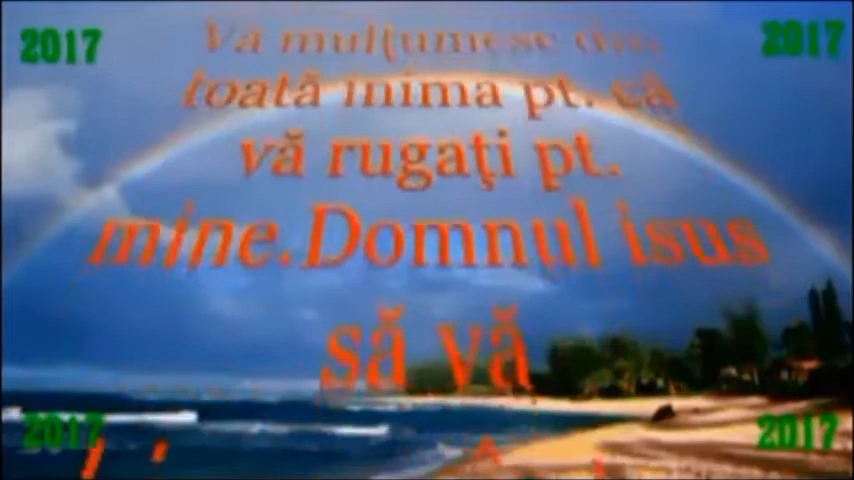 2017
2017
Vă mulţumesc din
toată inima pt. că
vă rugaţi pt.
mine.Domnul isus
să vă
2017
2017